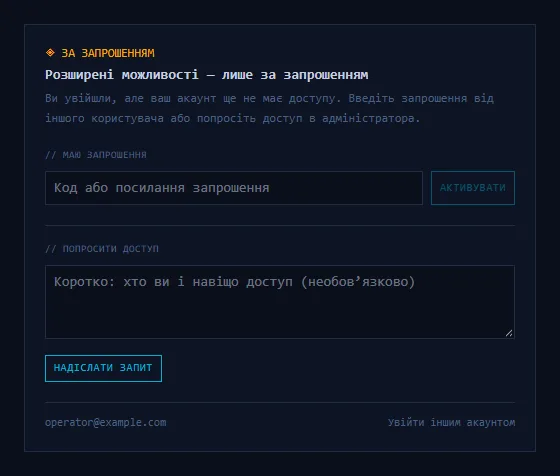 ◈ ЗА ЗАПРОШЕННЯМ
Розширені можливості — лише за запрошенням
Ви увійшли, але ваш акаунт ще не має доступу. Введіть запрошення від
іншого користувача або попросіть доступ в адміністратора.
// МАЮ ЗАПРОШЕННЯ
Код або посилання запрошення
АКТИВУВАТИ
// ПОПРОСИТИ ДОСТУП
Коротко: хто ви і навіщо доступ (необов’язково)
НАДІСЛАТИ ЗАПИТ
operator@example.com
Увійти іншим акаунтом